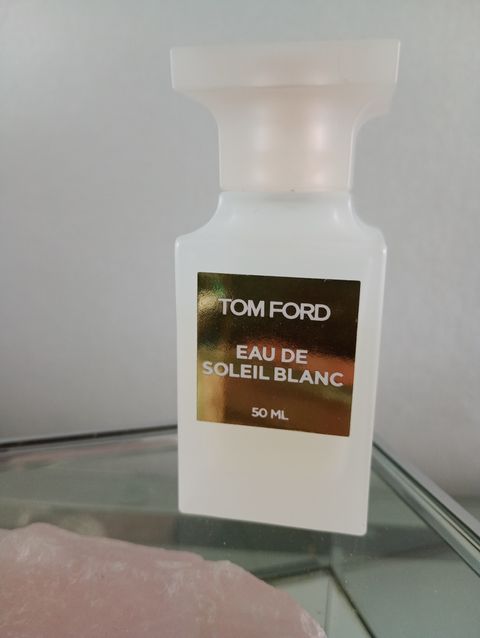 TOM FORD
EAU DE
SOLEIL BLANC
50 ML